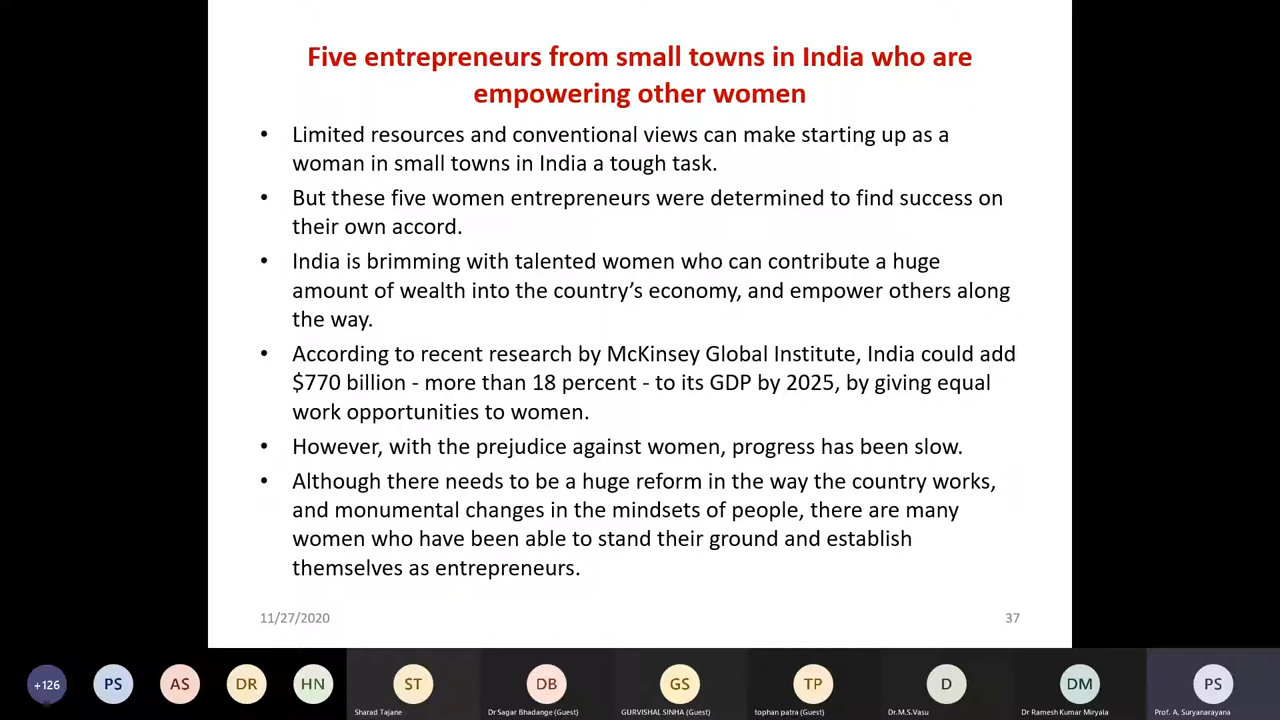 Five entrepreneurs from small towns in India who are
empowering other women
• Limited resources and conventional views can make starting up as a
woman in small towns in India a tough task.
• But these five women entrepreneurs were determined to find success on
their own accord.
• India is brimming with talented women who can contribute a huge
amount of wealth into the country's economy, and empower others along
the way.
• According to recent research by McKinsey Global Institute, India could add
$770 billion - more than 18 percent - to its GDP by 2025, by giving equal
work opportunities to women.
• However, with the prejudice against women, progress has been slow.
• Although there needs to be a huge reform in the way the country works,
and monumental changes in the mindsets of people, there are many
women who have been able to stand their ground and establish
themselves as entrepreneurs.
11/27/2020 37
+126 PS AS DR HN ST DB GS TP D DM PS
Sharad Tajane Dr Sagar Bhadange (Guest) GURVISHAL SINHA (Guest) tophan patra (Guest) Dr.M.S.Vasu Dr Ramesh Kumar Miryala Prof. A. Suryanarayana